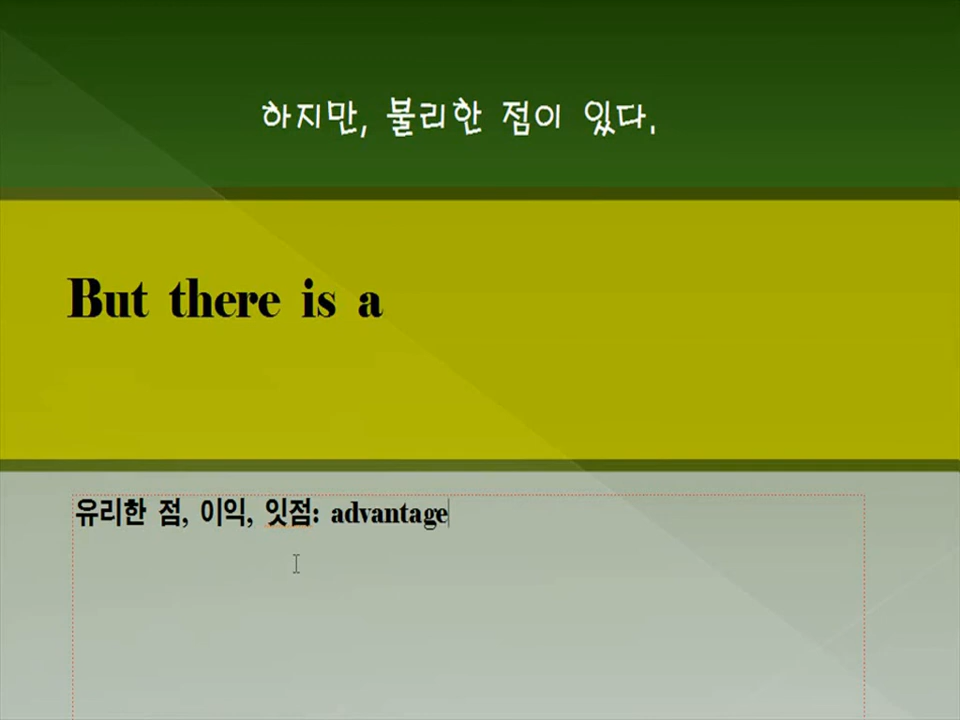 하지만, 불리한 점이 있다.
But there is a
유리한 점, 이익, 잇점: advantage